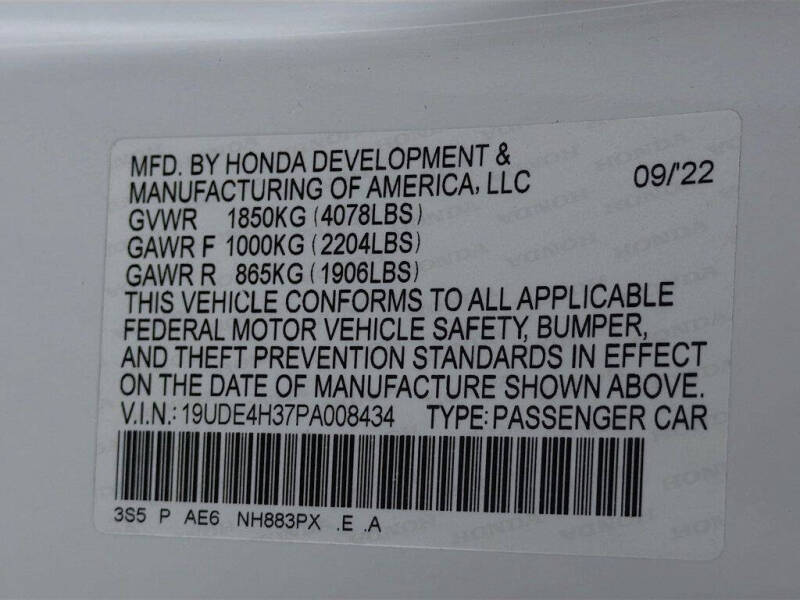 MFD. BY HONDA DEVELOPMENT &
MANUFACTURING OF AMERICA, LLC 09/'22
GVWR 1850KG (4078LBS)
GAWR F 1000KG (2204LBS)
GAWR R 865KG (1906LBS)
THIS VEHICLE CONFORMS TO ALL APPLICABLE
FEDERAL MOTOR VEHICLE SAFETY, BUMPER,
AND THEFT PREVENTION STANDARDS IN EFFECT
ON THE DATE OF MANUFACTURE SHOWN ABOVE.
V.I.N.: 19UDE4H37PA008434 TYPE: PASSENGER CAR
3S5 P AE6 NH883PX .E .A